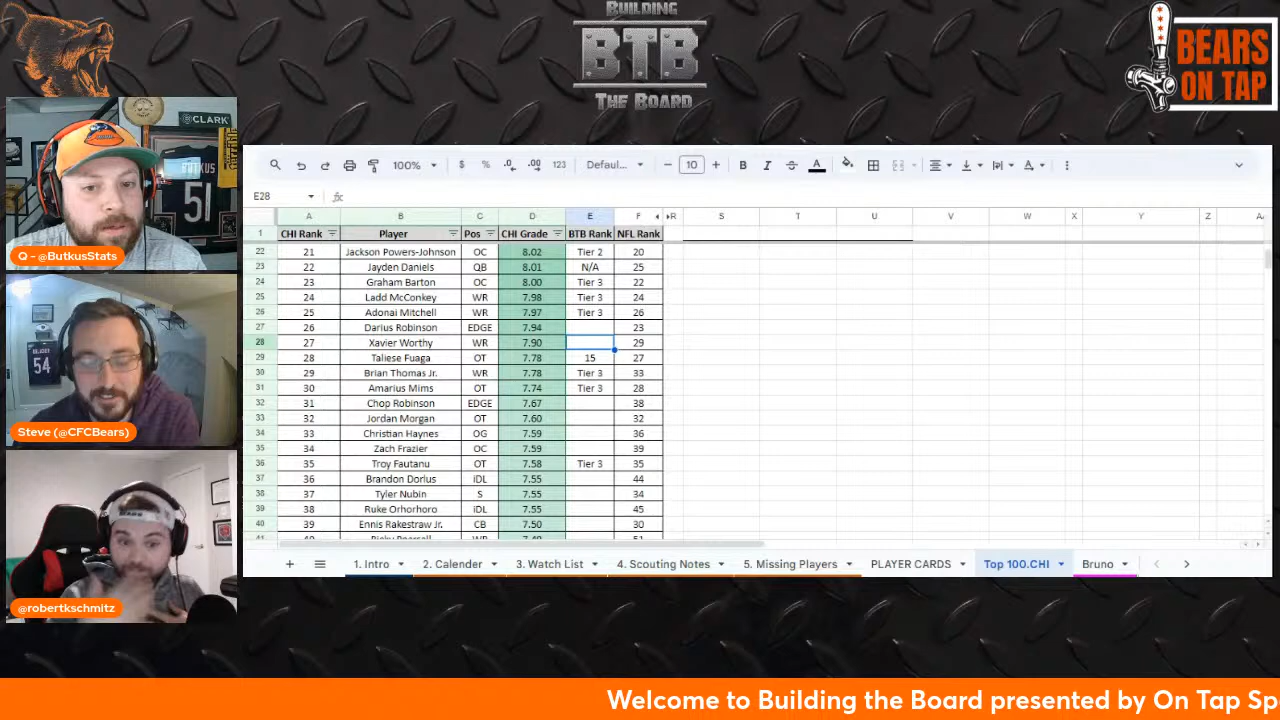 BUILDING
BTB
THE BOARD
BEARS
ON TAP
CLARK
BUTKUS
51
Q - @ButkusStats
54
Steve (@CFCBears)
@robertkschmitz
100% $ % .0 .00 123 Defaul... − 10 + B I A
E28 fx
A B C D E F R S T U V W X Y Z
1 CHI Rank Player Pos CHI Grade BTB Rank NFL Rank
22 21 Jackson Powers-Johnson OC 8.02 Tier 2 20
23 22 Jayden Daniels QB 8.01 N/A 25
24 23 Graham Barton OC 8.00 Tier 3 22
25 24 Ladd McConkey WR 7.98 Tier 3 24
26 25 Adonai Mitchell WR 7.97 Tier 3 26
27 26 Darius Robinson EDGE 7.94 23
28 27 Xavier Worthy WR 7.90 29
29 28 Taliese Fuaga OT 7.78 15 27
30 29 Brian Thomas Jr. WR 7.78 Tier 3 33
31 30 Amarius Mims OT 7.74 Tier 3 28
32 31 Chop Robinson EDGE 7.67 38
33 32 Jordan Morgan OT 7.60 32
34 33 Christian Haynes OG 7.59 36
35 34 Zach Frazier OC 7.59 39
36 35 Troy Fautanu OT 7.58 Tier 3 35
37 36 Brandon Dorlus iDL 7.55 44
38 37 Tyler Nubin S 7.55 34
39 38 Ruke Orhorhoro iDL 7.55 45
40 39 Ennis Rakestraw Jr. CB 7.50 30
1. Intro 2. Calender 3. Watch List 4. Scouting Notes 5. Missing Players PLAYER CARDS Top 100.CHI Bruno
Welcome to Building the Board presented by On Tap Sp